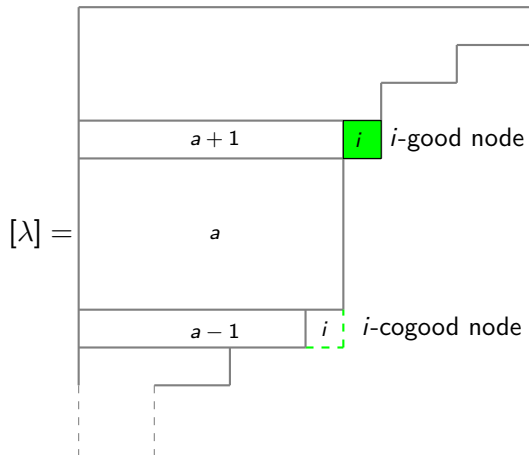 a + 1 i i-good node
[λ] = a
a − 1 i i-cogood node